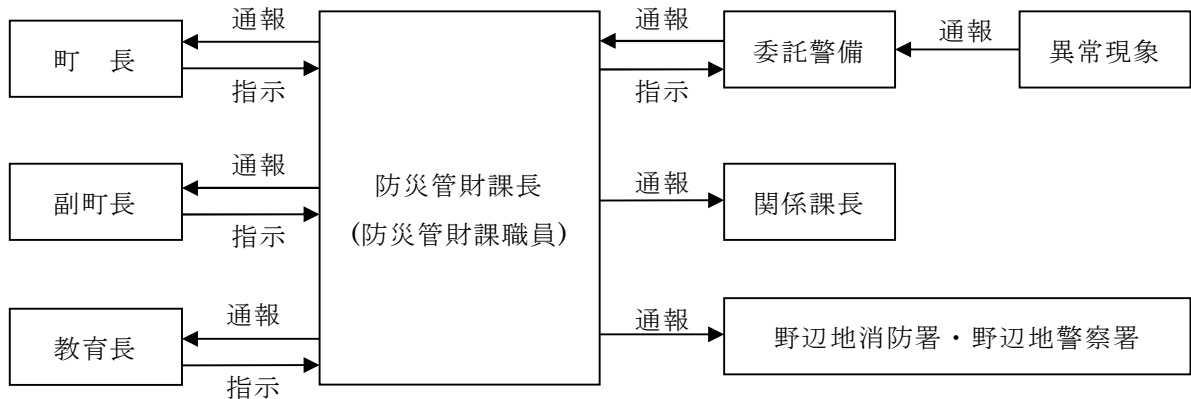 通報
通報
通報
町　長
委託警備
異常現象
指示
指示
通報
副町長
指示
防災管財課長
(防災管財課職員)
通報
関係課長
通報
教育長
指示
通報
野辺地消防署・野辺地警察署